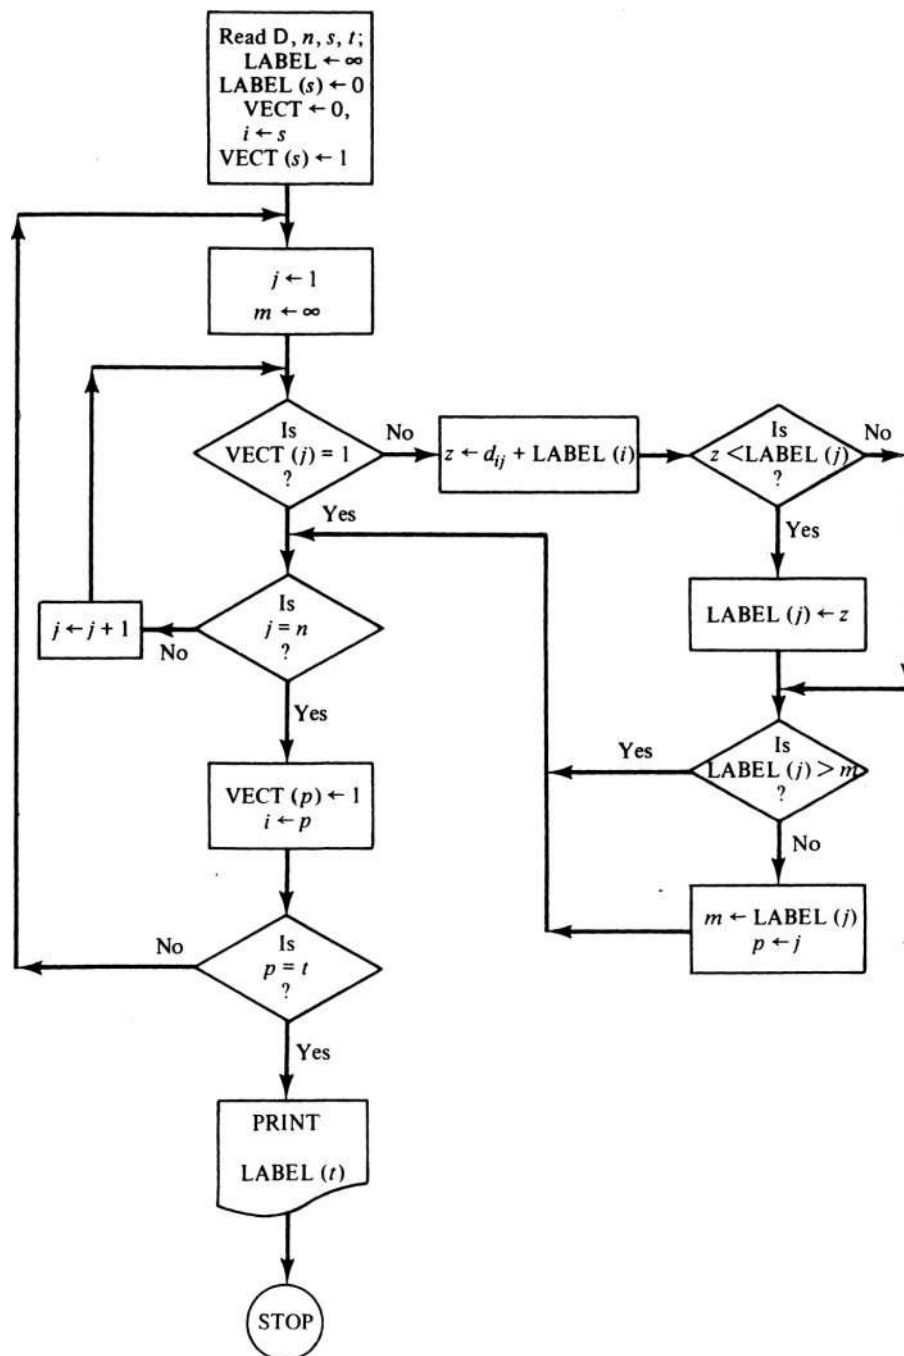 Read D, n, s, t;
LABEL ← ∞
LABEL (s) ← 0
VECT ← 0,
i ← s
VECT (s) ← 1
j ← 1
m ← ∞
Is
VECT (j) = 1
?
No
z ← d_ij + LABEL (i)
Is
z < LABEL (j)
?
No
Yes
Yes
LABEL (j) ← z
Is
j = n
?
No
j ← j + 1
Yes
Is
LABEL (j) > m
?
Yes
No
VECT (p) ← 1
i ← p
m ← LABEL (j)
p ← j
Is
p = t
?
No
Yes
PRINT
LABEL (t)
STOP